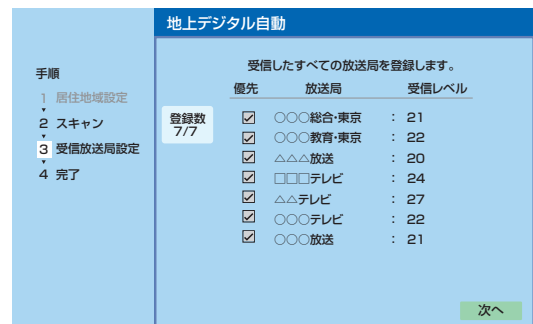 地上デジタル自動
手順
1 居住地域設定
2 スキャン
3 受信放送局設定
4 完了
受信したすべての放送局を登録します。
優先 放送局 受信レベル
登録数
7/7
○○○総合・東京 : 21
○○○教育・東京 : 22
△△△放送 : 20
□□□テレビ : 24
△△テレビ : 27
○○○テレビ : 22
○○○放送 : 21
次へ